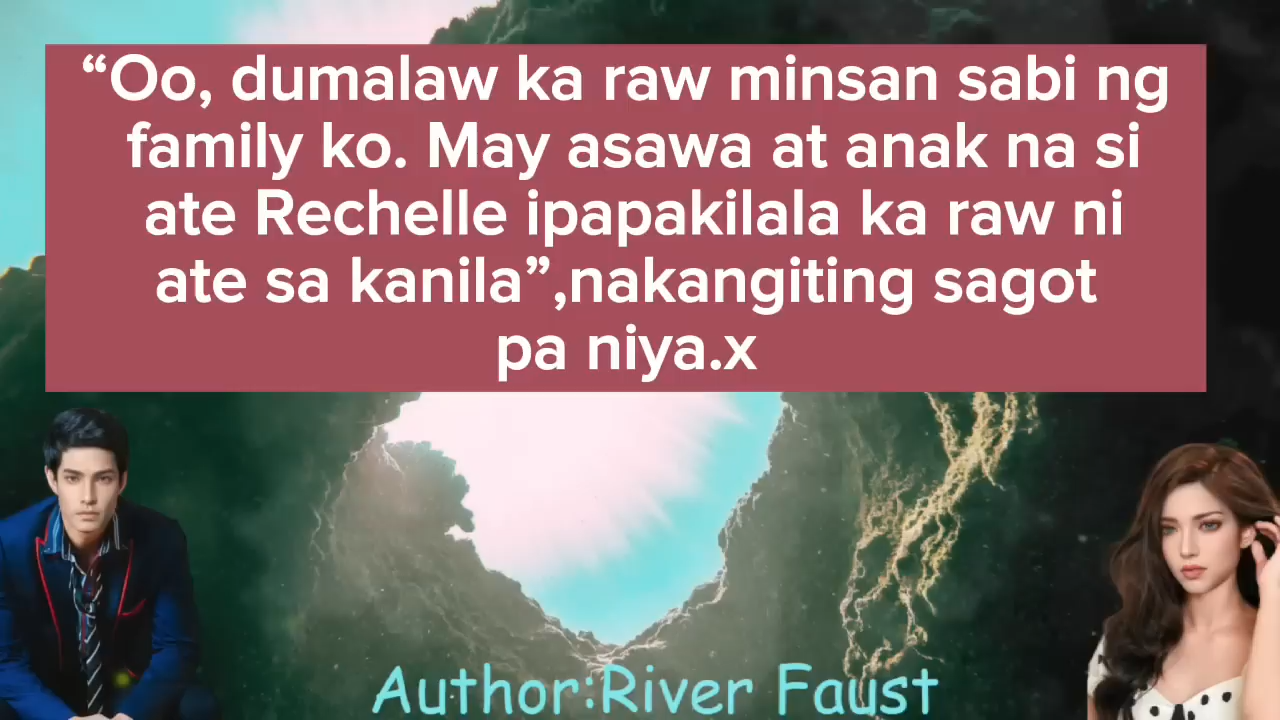 “Oo, dumalaw ka raw minsan sabi ng
family ko. May asawa at anak na si
ate Rechelle ipapakilala ka raw ni
ate sa kanila”,nakangiting sagot
pa niya.x
Author:River Faust